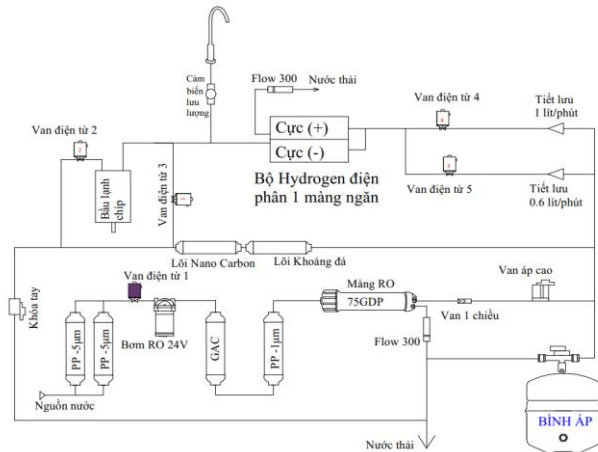 Cảm
biến lưu
lượng
Flow 300
Nước thải
Cực (+)
Cực (-)
Bộ Hydrogen điện
phân 1 màng ngăn
Van điện từ 4
4
Tiết lưu
1 lít/phút
Van điện từ 5
Tiết lưu
0.6 lít/phút
Van điện từ 2
2
Bầu lạnh
chíp
Van điện từ 3
Lõi Nano Carbon
Lõi Khoáng đá
Khóa tay
Van điện từ 1
PP -5µm
PP -5µm
Bơm RO 24V
GAC
PP -1µm
Màng RO
75GDP
Van 1 chiều
Van áp cao
Flow 300
Nguồn nước
Nước thải
BÌNH ÁP